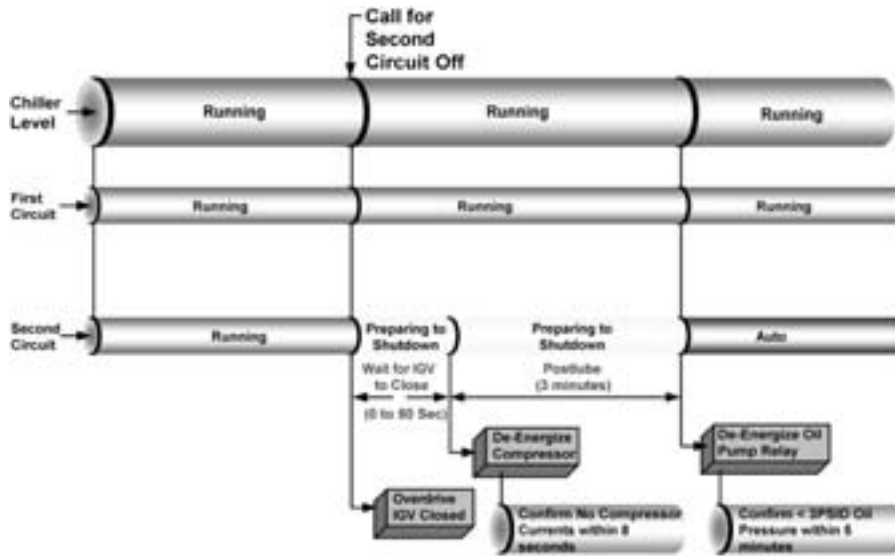 Call for
Second
Circuit Off
Chiller
Level
Running
Running
Running
First
Circuit
Running
Running
Running
Second
Circuit
Running
Preparing to
Shutdown
Preparing to
Shutdown
Auto
Wait for IGV
to Close
(0 to Sec)
Postlube
(3 minutes)
De-Energize
Compressor
De-Energize Oil
Pump Relay
Overdrive
IGV Closed
Confirm No Compressor
Currents within 8
seconds
Confirm < 3PSID Oil
Pressure within 5
minutes